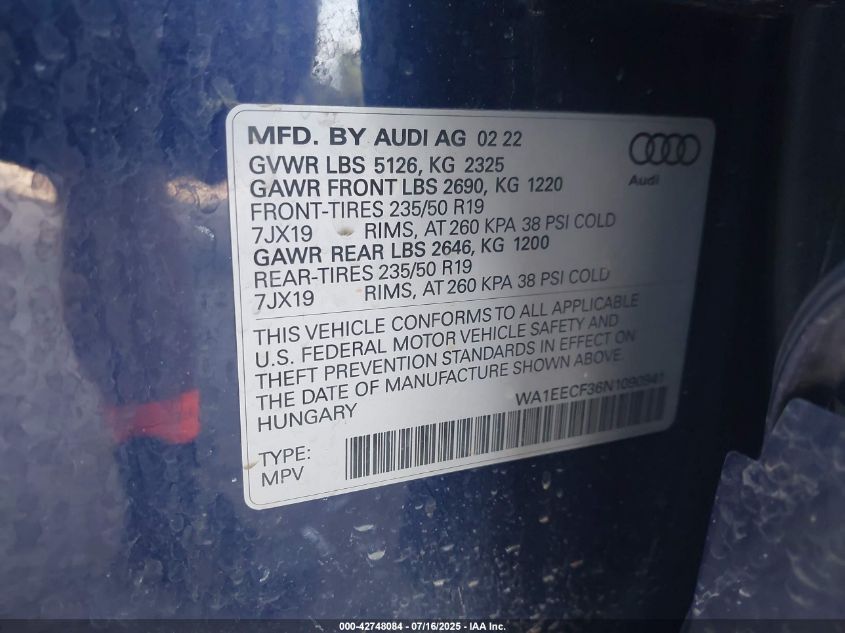 MFD. BY AUDI AG 02 22
GVWR LBS 5126, KG 2325
GAWR FRONT LBS 2690, KG 1220
FRONT-TIRES 235/50 R19
7JX19 RIMS, AT 260 KPA 38 PSI COLD
GAWR REAR LBS 2646, KG 1200
REAR-TIRES 235/50 R19
7JX19 RIMS, AT 260 KPA 38 PSI COLD
Audi
THIS VEHICLE CONFORMS TO ALL APPLICABLE
U.S. FEDERAL MOTOR VEHICLE SAFETY AND
THEFT PREVENTION STANDARDS IN EFFECT ON
THE DATE OF MANUFACTURE SHOWN ABOVE.
HUNGARY
WA1EECF36N1090941
TYPE:
MPV
000-42748084 - 07/16/2025 - IAA Inc.